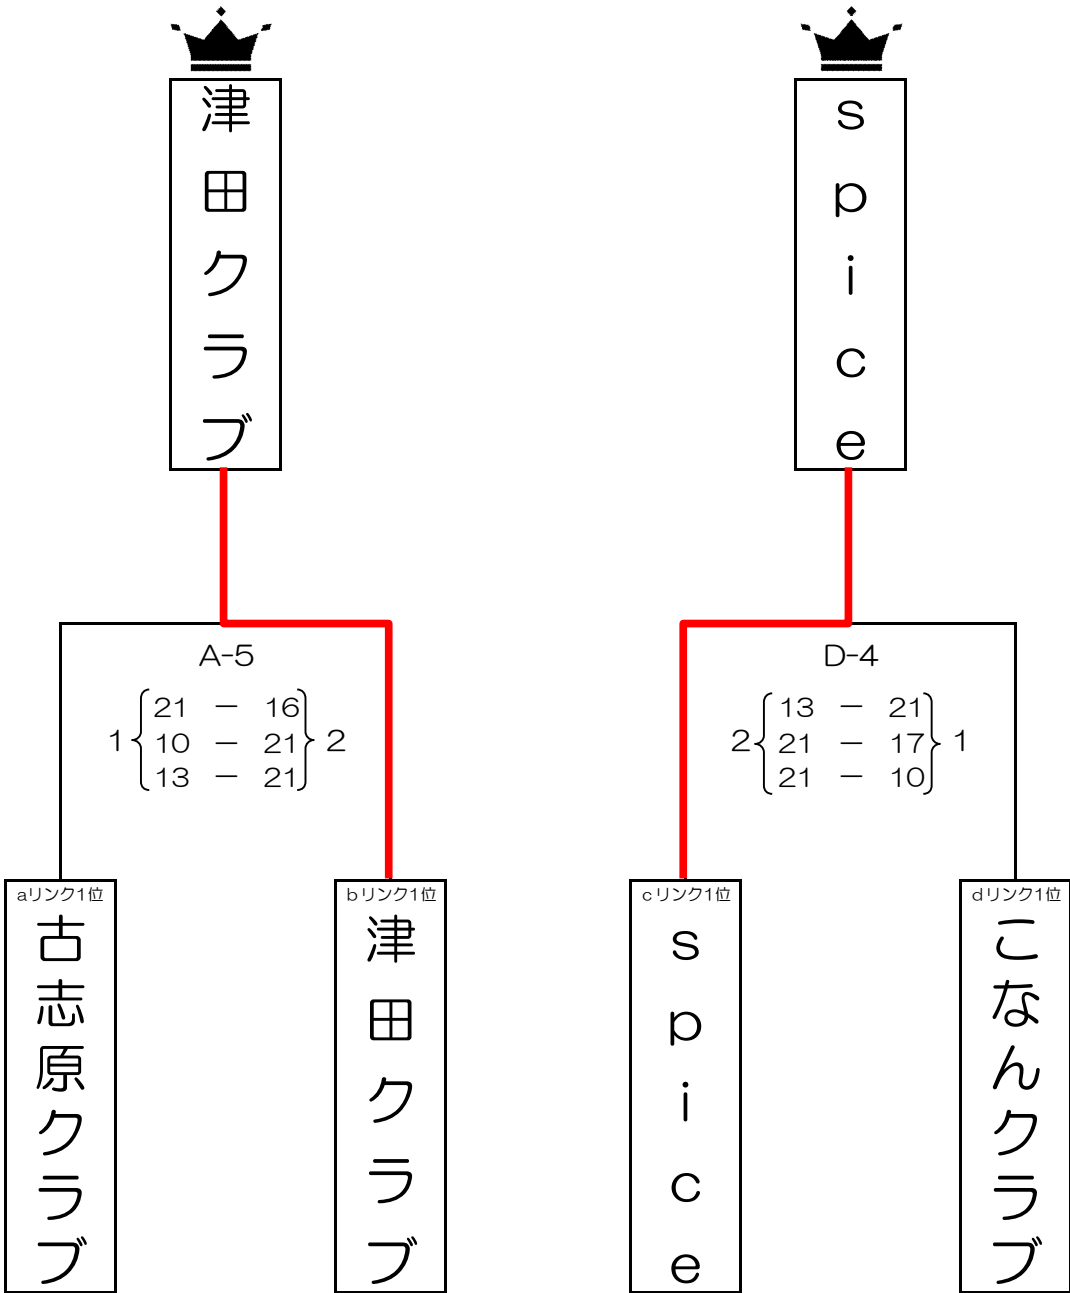 津田クラブ
spice
A-5
1 21 － 16 2
10 － 21
13 － 21
D-4
2 13 － 21 1
21 － 17
21 － 10
aリンク1位
古志原クラブ
bリンク1位
津田クラブ
cリンク1位
spice
dリンク1位
こなんクラブ